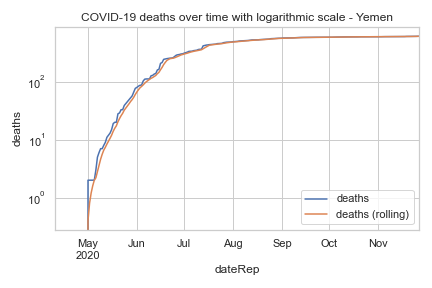 COVID-19 deaths over time with logarithmic scale - Yemen
deaths
10²
10¹
10⁰
May Jun Jul Aug Sep Oct Nov
2020
dateRep
deaths
deaths (rolling)